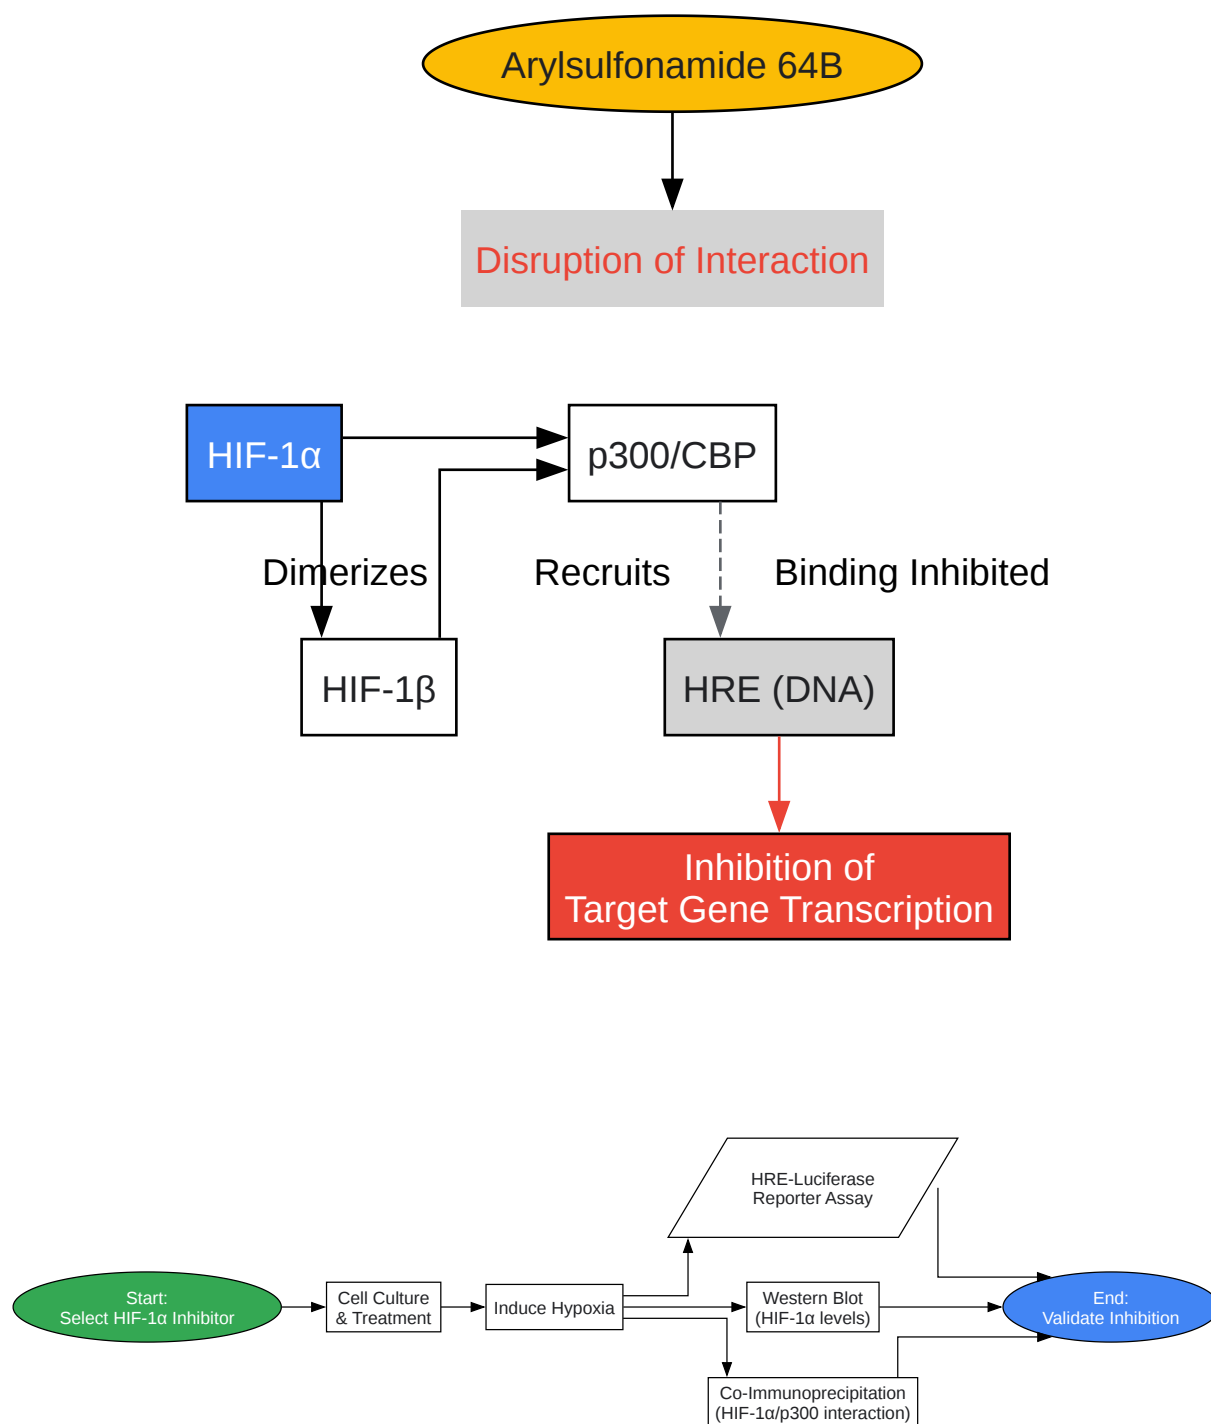 Arylsulfonamide 64B
Disruption of Interaction
HIF-1α
p300/CBP
Dimerizes
Recruits
Binding Inhibited
HIF-1β
HRE (DNA)
Inhibition of
Target Gene Transcription
HRE-Luciferase
Reporter Assay
Start:
Select HIF-1α Inhibitor
Cell Culture
& Treatment
Induce Hypoxia
Western Blot
(HIF-1α levels)
End:
Validate Inhibition
Co-Immunoprecipitation
(HIF-1α/p300 interaction)